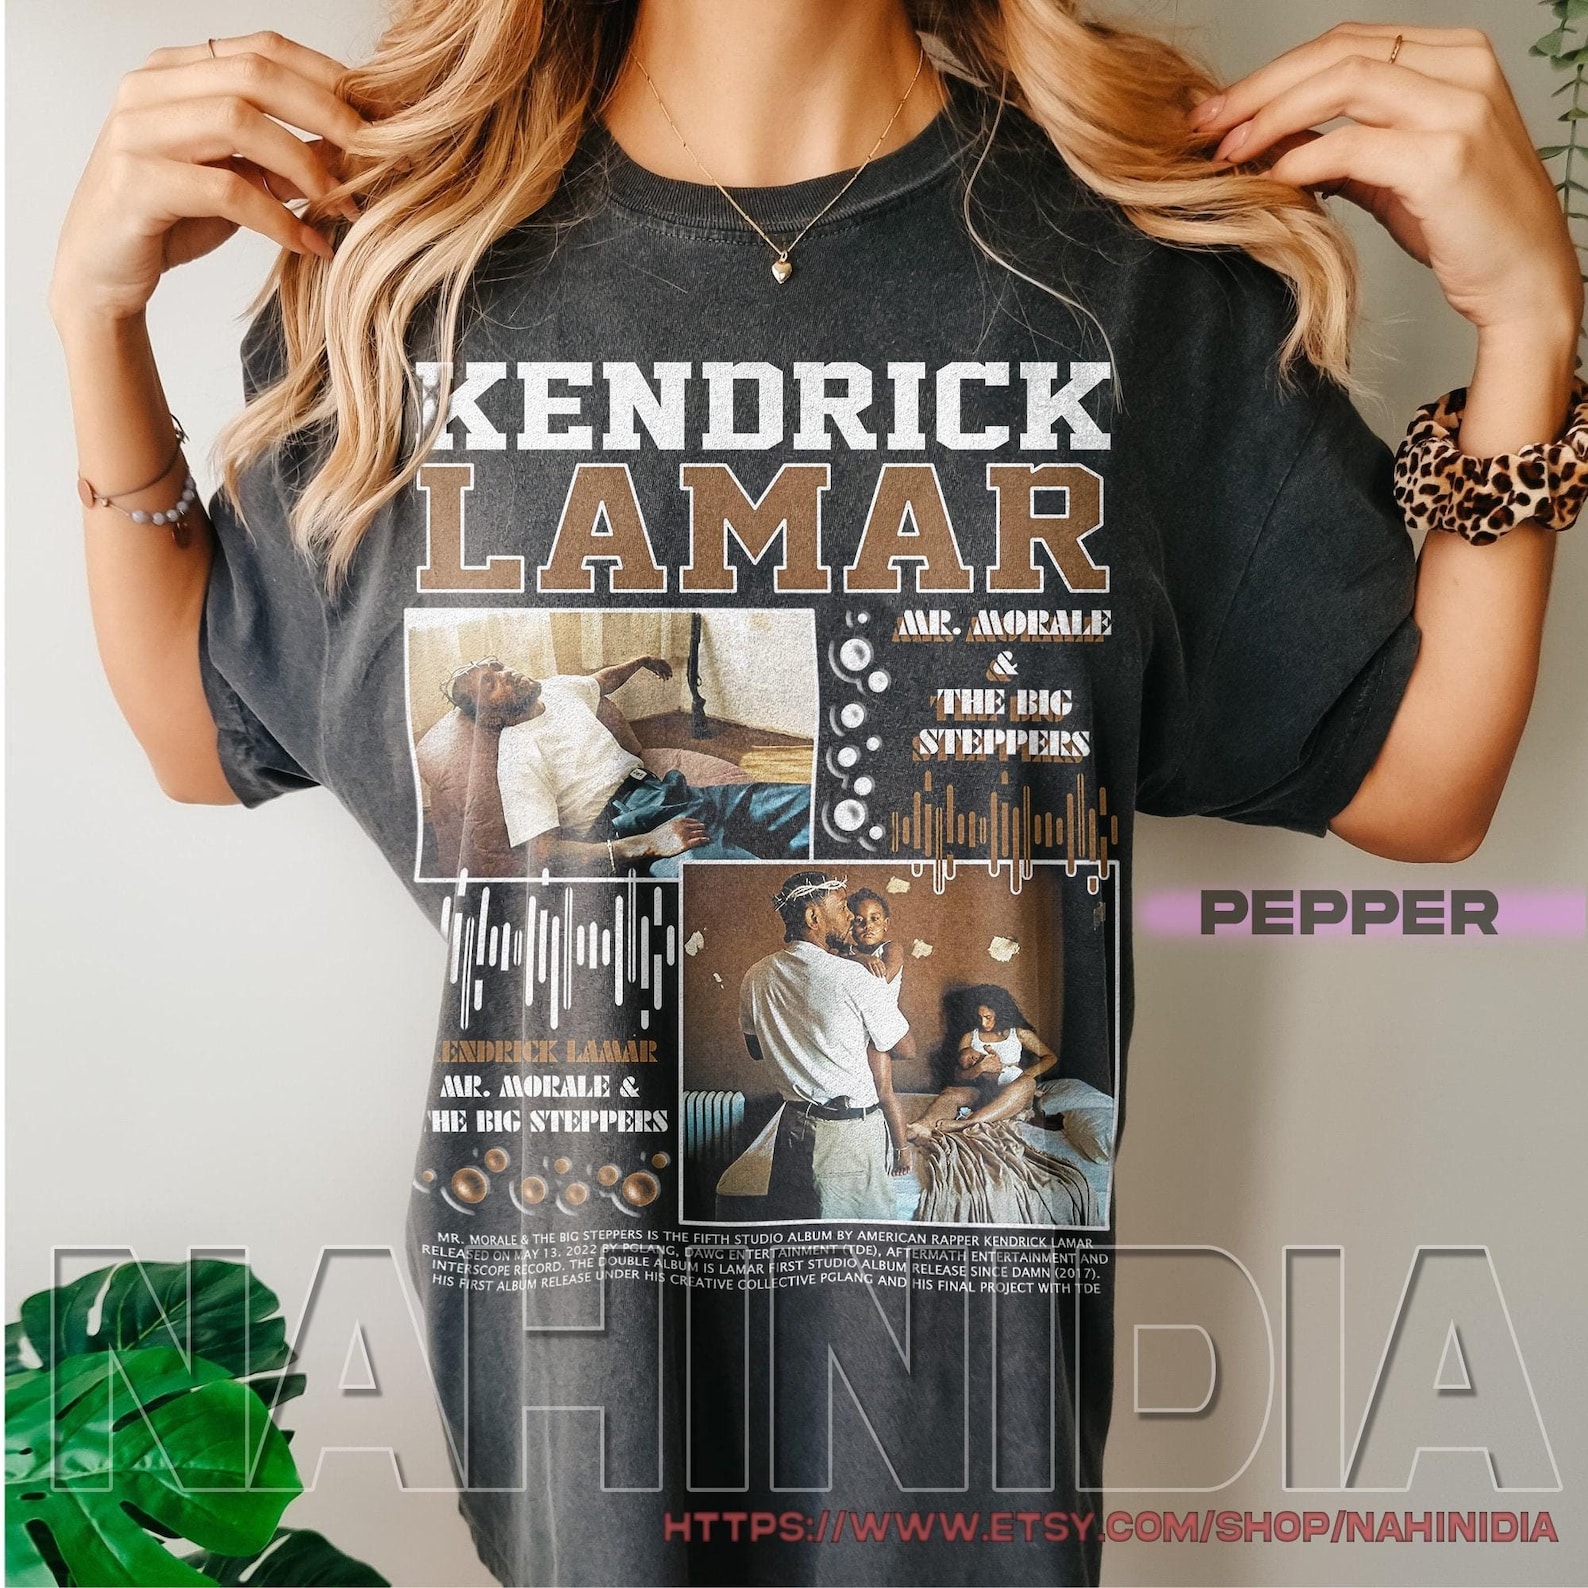 KENDRICK
LAMAR
MR. MORALE
&
THE BIG
STEPPERS
PEPPER
KENDRICK LAMAR
MR. MORALE &
THE BIG STEPPERS
MR. MORALE & THE BIG STEPPERS IS THE FIFTH STUDIO ALBUM BY AMERICAN RAPPER KENDRICK LAMAR
RELEASED ON MAY 13. 2022 BY PGLANG, DAWG ENTERTAINMENT (TDE), AFTERMATH ENTERTAINMENT AND
INTERSCOPE RECORD. THE DOUBLE ALBUM IS LAMAR FIRST STUDIO ALBUM RELEASE SINCE DAMN (2017).
HIS FIRST ALBUM RELEASE UNDER HIS CREATIVE COLLECTIVE PGLANG AND HIS FINAL PROJECT WITH TDE
NAHINIDIA
HTTPS://WWW.ETSY.COM/SHOP/NAHINIDIA